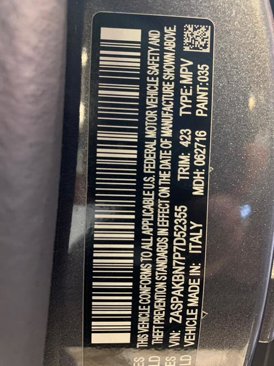 THIS VEHICLE CONFORMS TO ALL APPLICABLE U.S. FEDERAL MOTOR VEHICLE SAFETY AND
THEFT PREVENTION STANDARDS IN EFFECT ON THE DATE OF MANUFACTURE SHOWN ABOVE.
VIN: ZASPAKBN7P7D52355 TRIM: 423 TYPE: MPV
VEHICLE MADE IN: ITALY MDH: 062716 PAINT: 035